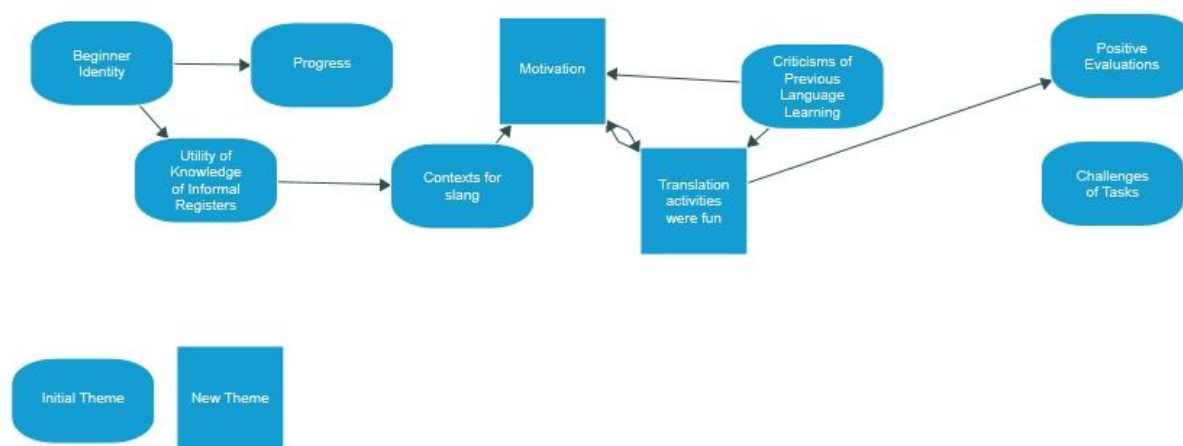 Beginner
Identity
Progress
Utility of
Knowledge
of Informal
Registers
Contexts for
slang
Motivation
Criticisms of
Previous
Language
Learning
Translation
activities
were fun
Positive
Evaluations
Challenges
of Tasks
Initial Theme
New Theme